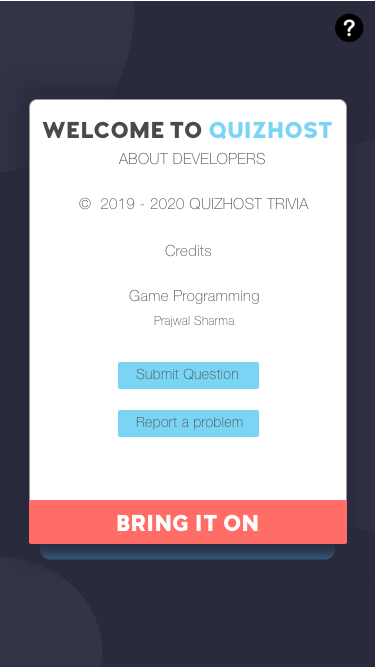 ?
WELCOME TO QUIZHOST
ABOUT DEVELOPERS
© 2019 - 2020 QUIZHOST TRIVIA
Credits
Game Programming
Prajwal Sharma
Submit Question
Report a problem
BRING IT ON